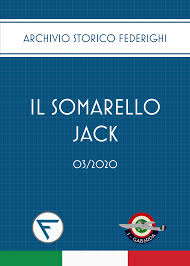 ARCHIVIO STORICO FEDERIGHI
IL SOMARELLO
JACK
03/2020
F